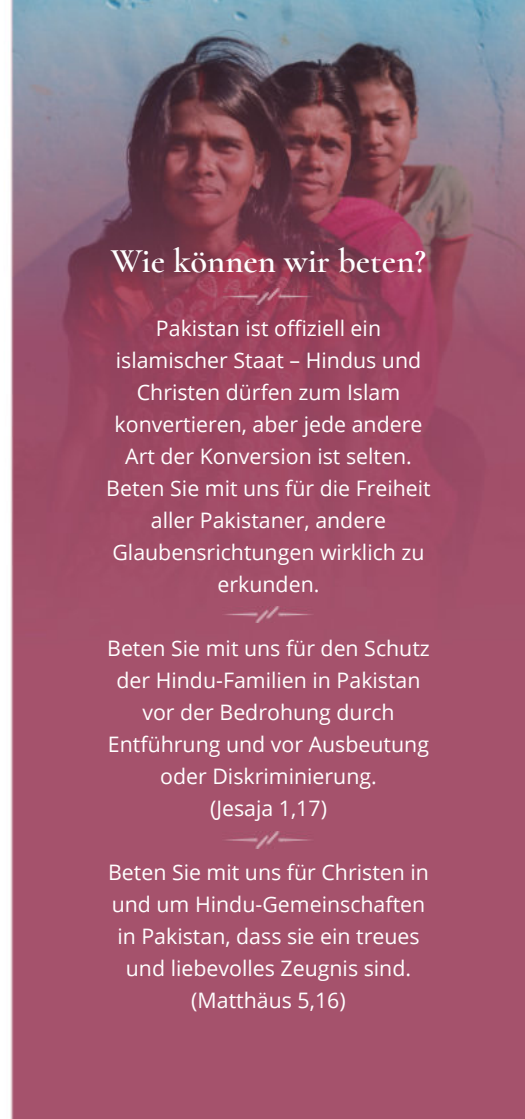 Wie können wir beten?
Pakistan ist offiziell ein
islamischer Staat – Hindus und
Christen dürfen zum Islam
konvertieren, aber jede andere
Art der Konversion ist selten.
Beten Sie mit uns für die Freiheit
aller Pakistaner, andere
Glaubensrichtungen wirklich zu
erkunden.
Beten Sie mit uns für den Schutz
der Hindu-Familien in Pakistan
vor der Bedrohung durch
Entführung und vor Ausbeutung
oder Diskriminierung.
(Jesaja 1,17)
Beten Sie mit uns für Christen in
und um Hindu-Gemeinschaften
in Pakistan, dass sie ein treues
und liebevolles Zeugnis sind.
(Matthäus 5,16)